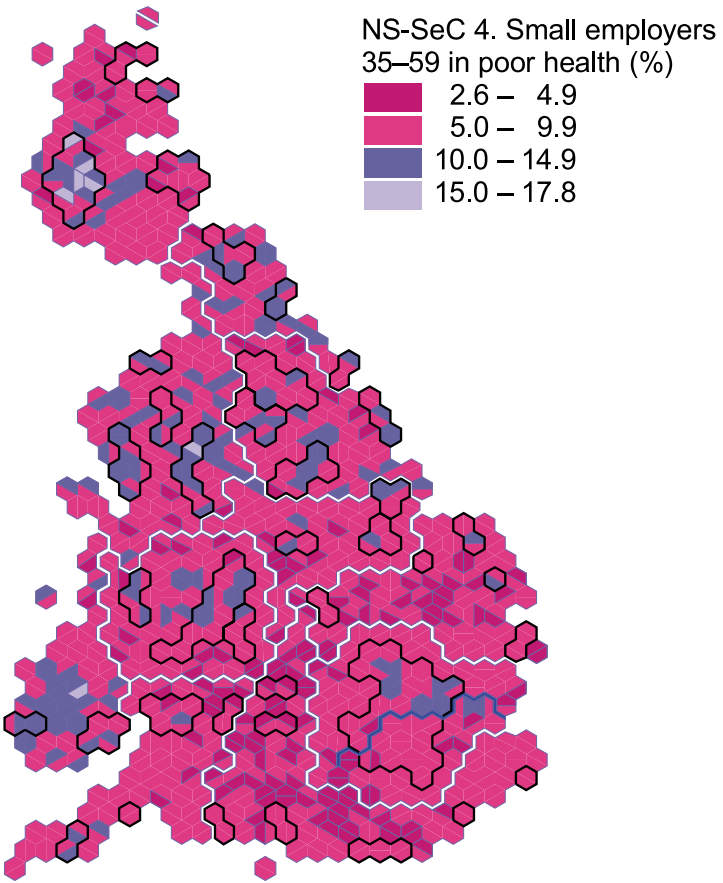 NS-SeC 4. Small employers
35–59 in poor health (%)
2.6 – 4.9
5.0 – 9.9
10.0 – 14.9
15.0 – 17.8